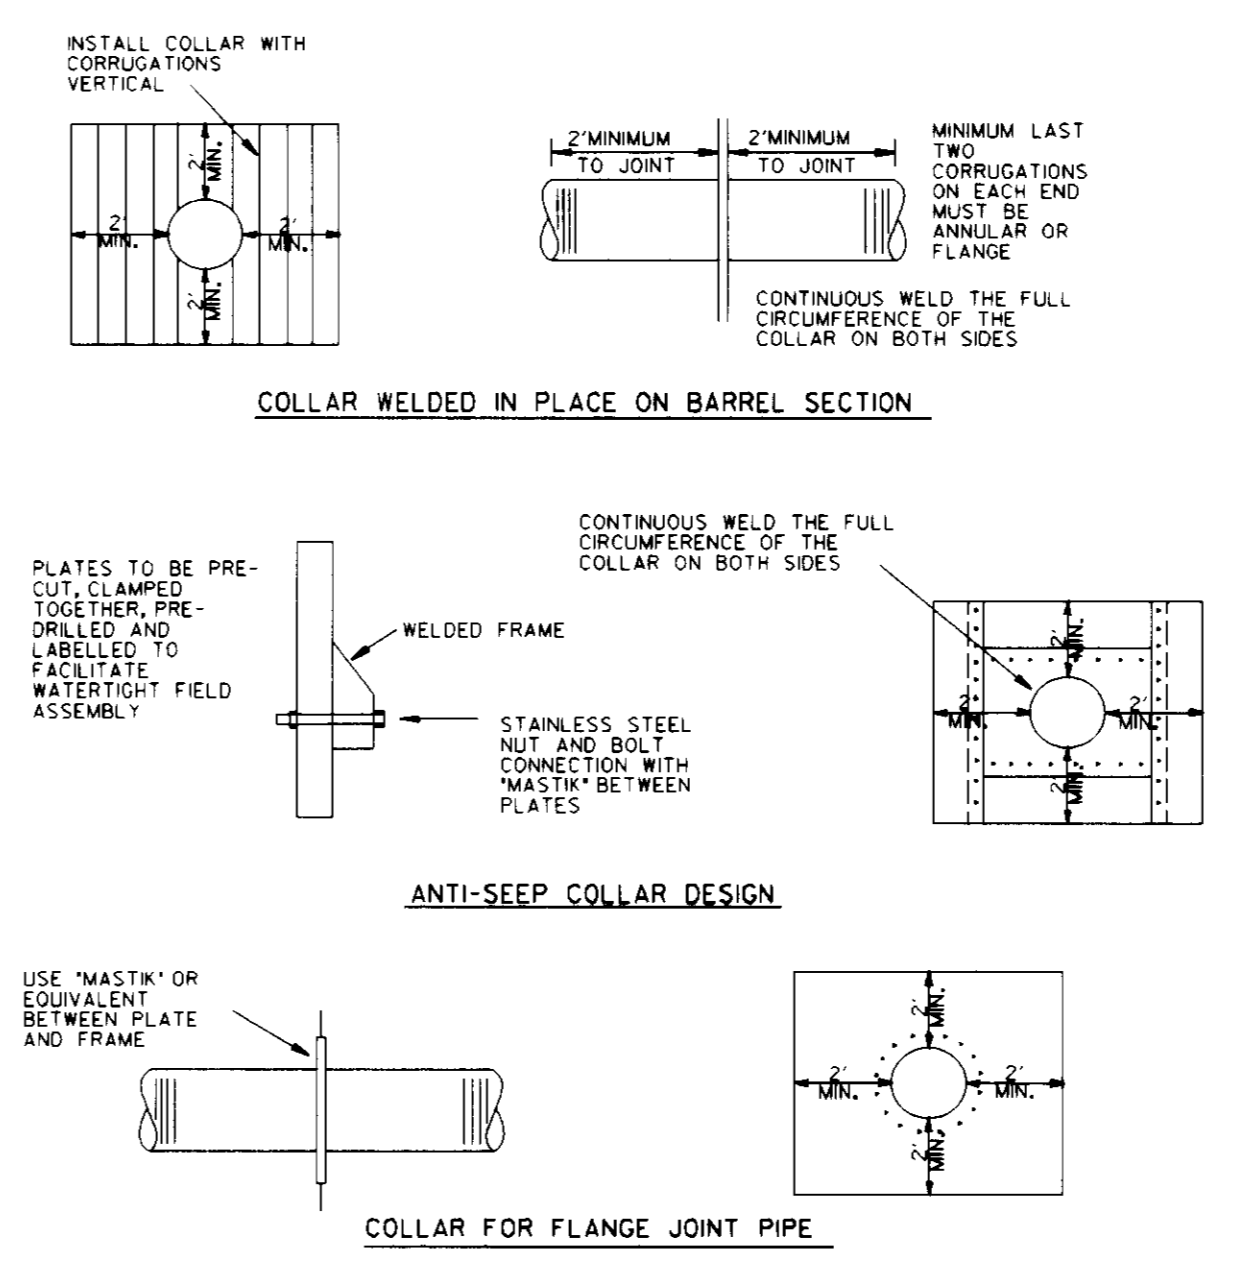 INSTALL COLLAR WITH
CORRUGATIONS
VERTICAL
2'
MIN.
2'
MIN.
2'
MIN.
2'
MIN.
2'MINIMUM
TO JOINT
2'MINIMUM
TO JOINT
MINIMUM LAST
TWO
CORRUGATIONS
ON EACH END
MUST BE
ANNULAR OR
FLANGE
CONTINUOUS WELD THE FULL
CIRCUMFERENCE OF THE
COLLAR ON BOTH SIDES
COLLAR WELDED IN PLACE ON BARREL SECTION
PLATES TO BE PRE-
CUT, CLAMPED
TOGETHER, PRE-
DRILLED AND
LABELLED TO
FACILITATE
WATERTIGHT FIELD
ASSEMBLY
WELDED FRAME
STAINLESS STEEL
NUT AND BOLT
CONNECTION WITH
"MASTIK" BETWEEN
PLATES
CONTINUOUS WELD THE FULL
CIRCUMFERENCE OF THE
COLLAR ON BOTH SIDES
2'
MIN.
2'
MIN.
2'
MIN.
2'
MIN.
ANTI-SEEP COLLAR DESIGN
USE "MASTIK" OR
EQUIVALENT
BETWEEN PLATE
AND FRAME
2'
MIN.
2'
MIN.
2'
MIN.
2'
MIN.
COLLAR FOR FLANGE JOINT PIPE